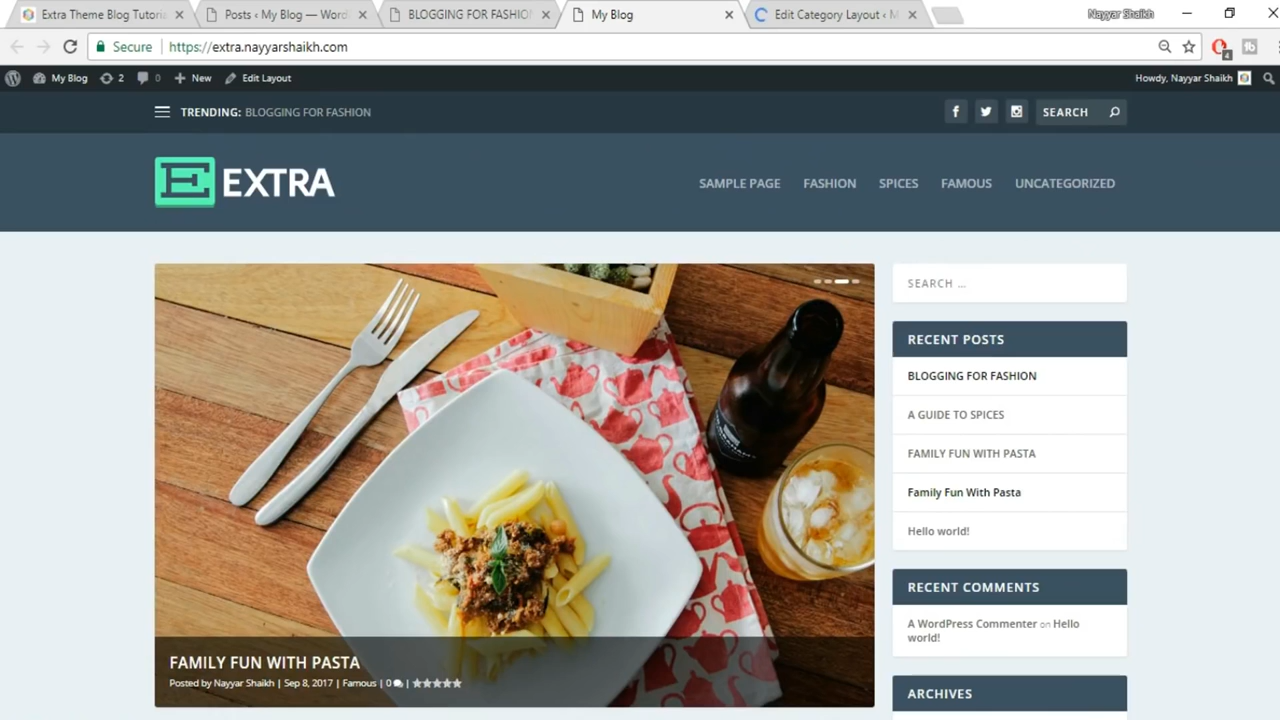 Extra Theme Blog Tutoria
Posts ‹ My Blog — Word
BLOGGING FOR FASHION
My Blog
Edit Category Layout ‹ M
Nayyar Shaikh
Secure
https://extra.nayyarshaikh.com
4
My Blog
2
0
New
Edit Layout
Howdy, Nayyar Shaikh
TRENDING: BLOGGING FOR FASHION
SEARCH
E EXTRA
SAMPLE PAGE
FASHION
SPICES
FAMOUS
UNCATEGORIZED
SEARCH …
RECENT POSTS
BLOGGING FOR FASHION
A GUIDE TO SPICES
FAMILY FUN WITH PASTA
Family Fun With Pasta
Hello world!
RECENT COMMENTS
A WordPress Commenter on Hello
world!
ARCHIVES
FAMILY FUN WITH PASTA
Posted by Nayyar Shaikh | Sep 8, 2017 | Famous | 0 |